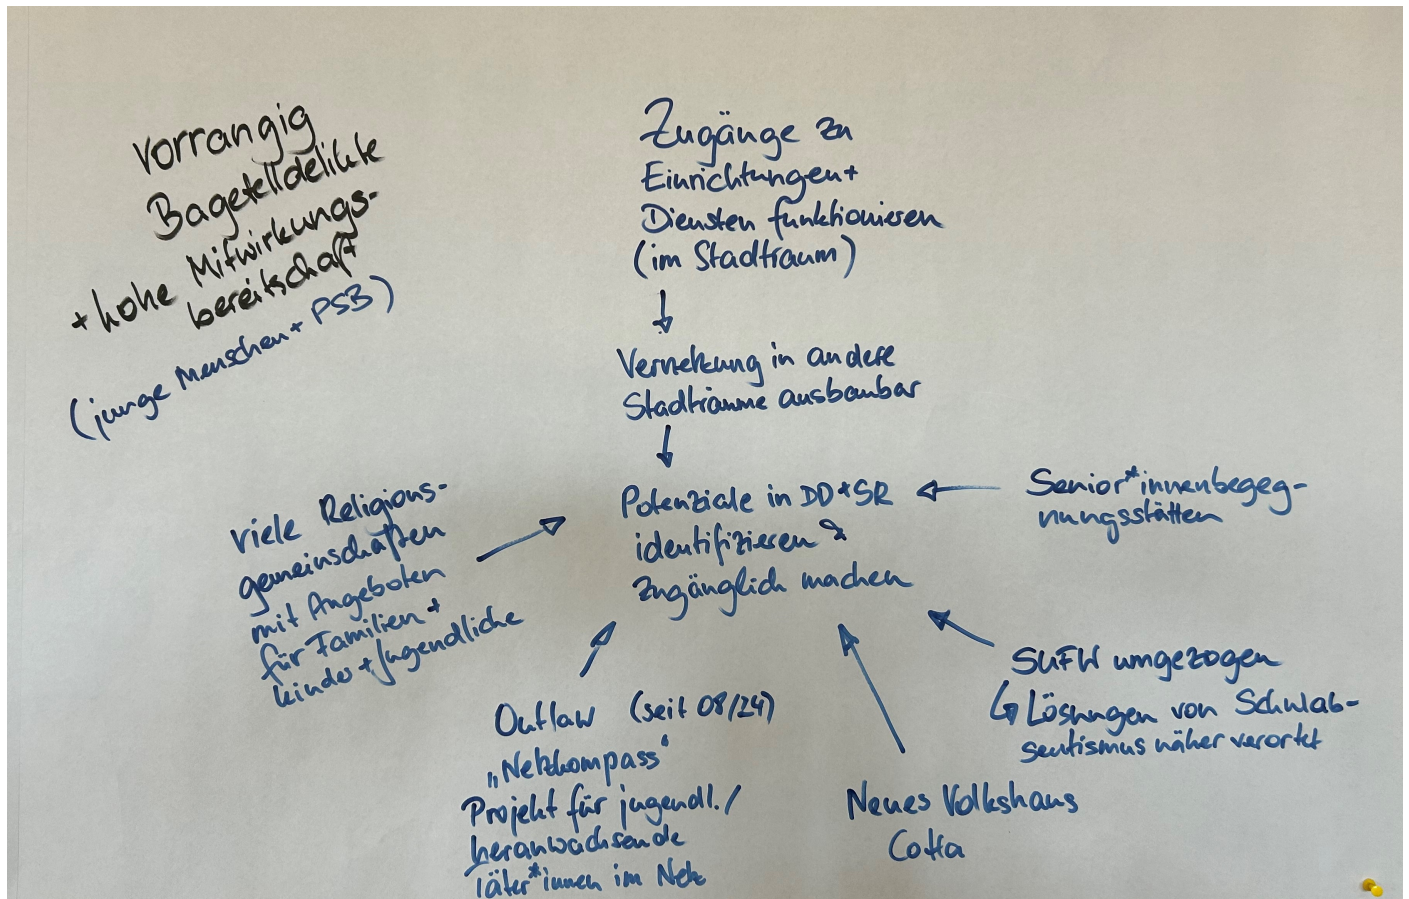 vorrangig
Bagetelldelikte
+ hohe Mitwirkungs-
bereitschaft
(junge Menschen + PSB)
Zugänge zu
Einrichtungen +
Diensten funktionieren
(im Stadtraum)
Vernetzung in andere
Stadträume ausbaubar
Potenziale in DD + SR
identifizieren &
zugänglich machen
Senior*innenbegeg-
nungsstätten
viele Religions-
gemeinschaften
mit Angeboten
für Familien +
Kinder + Jugendliche
SUFW umgezogen
↳ Lösungen von Schulab-
sentismus näher verortet
Outlaw (seit 08/24)
„Netzkompass"
Projekt für jugendl./
heranwachsende
Täter*innen im Netz
Neues Volkshaus
Cotta